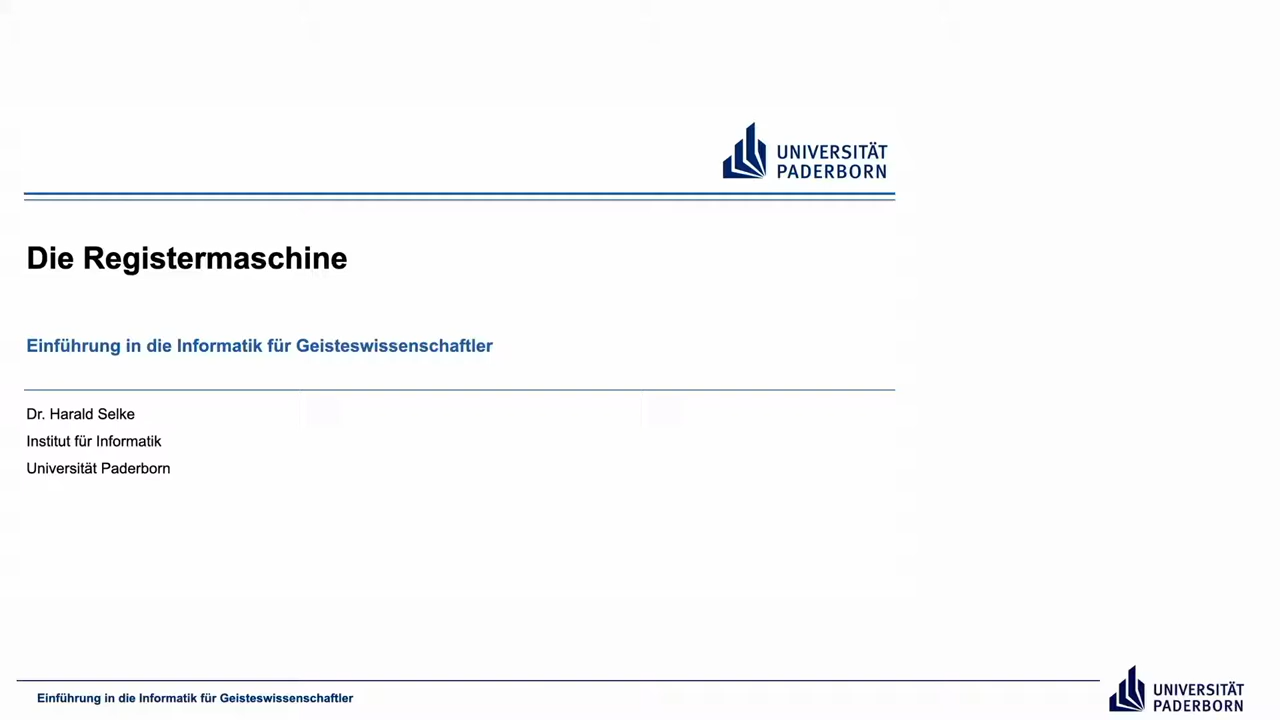 UNIVERSITÄT
PADERBORN
Die Registermaschine
Einführung in die Informatik für Geisteswissenschaftler
Dr. Harald Selke
Institut für Informatik
Universität Paderborn
Einführung in die Informatik für Geisteswissenschaftler
UNIVERSITÄT
PADERBORN